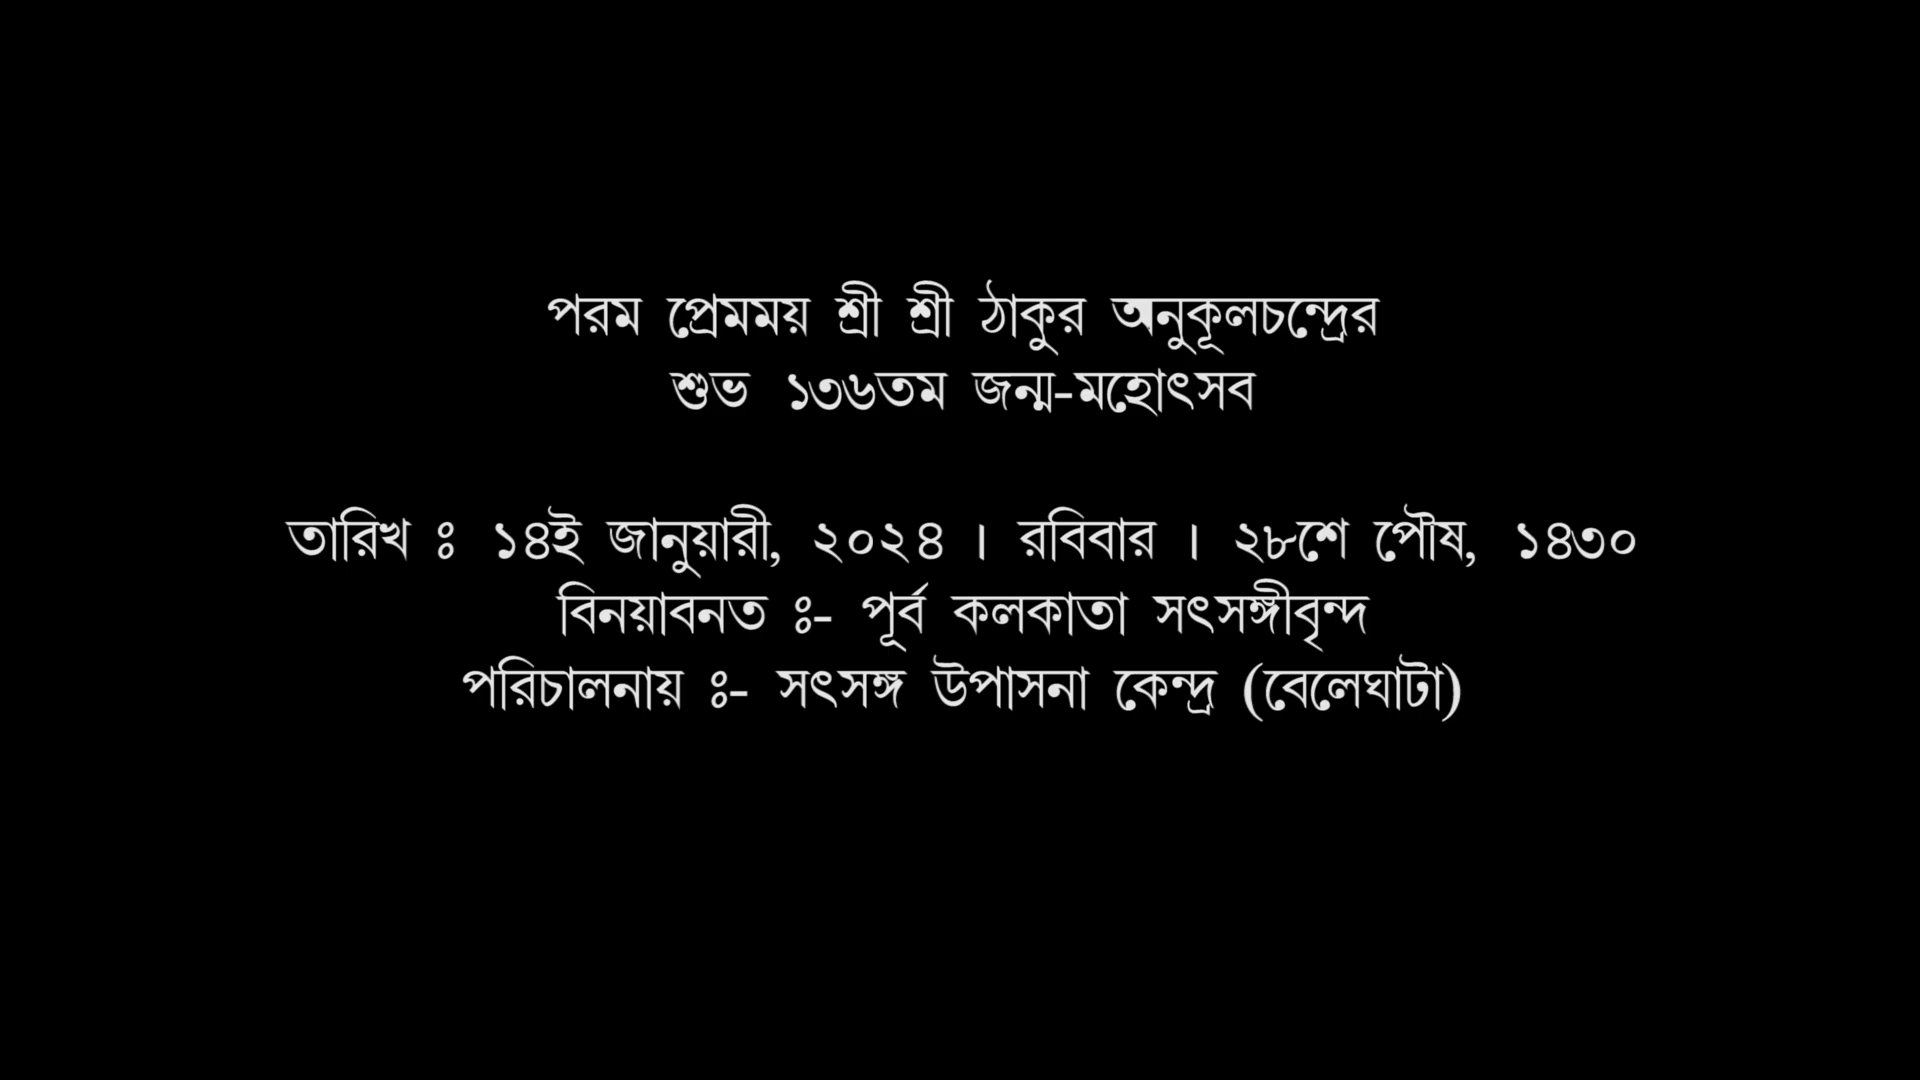 পরম প্রেমময় শ্রী শ্রী ঠাকুর অনুকূলচন্দ্রের
শুভ ১৩৬তম জন্ম-মহোৎসব
তারিখ ঃ ১৪ই জানুয়ারী, ২০২৪ । রবিবার । ২৮শে পৌষ, ১৪৩০
বিনয়াবনত ঃ- পূর্ব কলকাতা সৎসঙ্গীবৃন্দ
পরিচালনায় ঃ- সৎসঙ্গ উপাসনা কেন্দ্র (বেলেঘাটা)